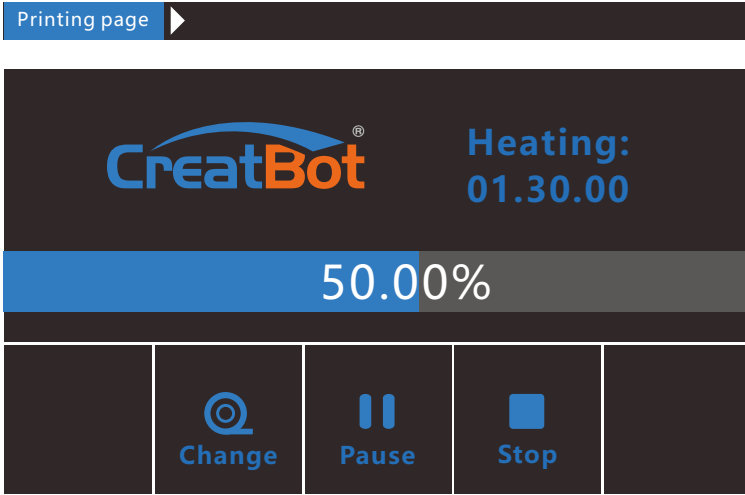 Printing page
CreatBot®
Heating:
01.30.00
50.00%
Change
Pause
Stop